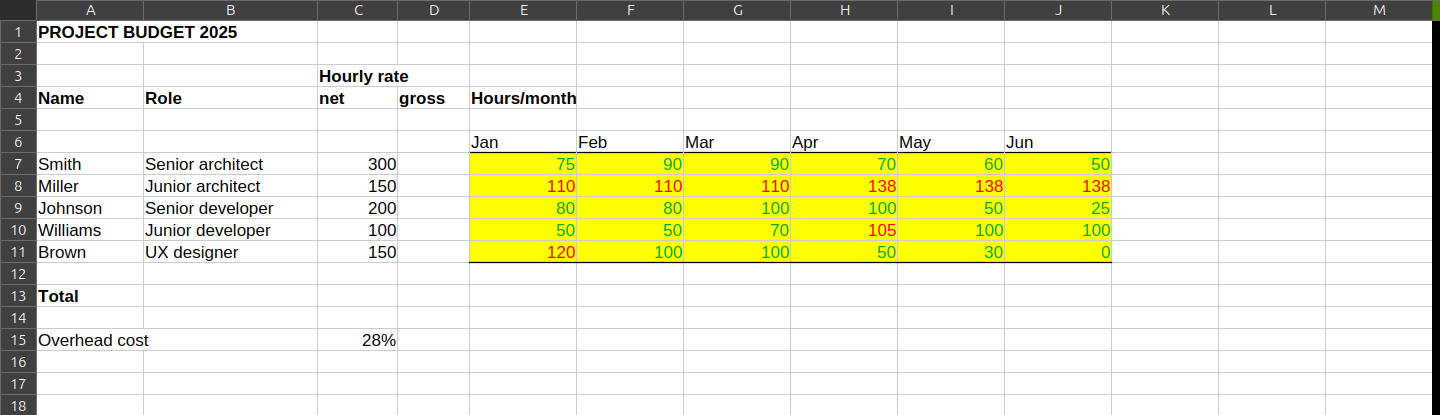 A B C D E F G H I J K L M
1 PROJECT BUDGET 2025
2
3 Hourly rate
4 Name Role net gross Hours/month
5
6 Jan Feb Mar Apr May Jun
7 Smith Senior architect 300 75 90 90 70 60 50
8 Miller Junior architect 150 110 110 110 138 138 138
9 Johnson Senior developer 200 80 80 100 100 50 25
10 Williams Junior developer 100 50 50 70 105 100 100
11 Brown UX designer 150 120 100 100 50 30 0
12
13 Total
14
15 Overhead cost 28%
16
17
18